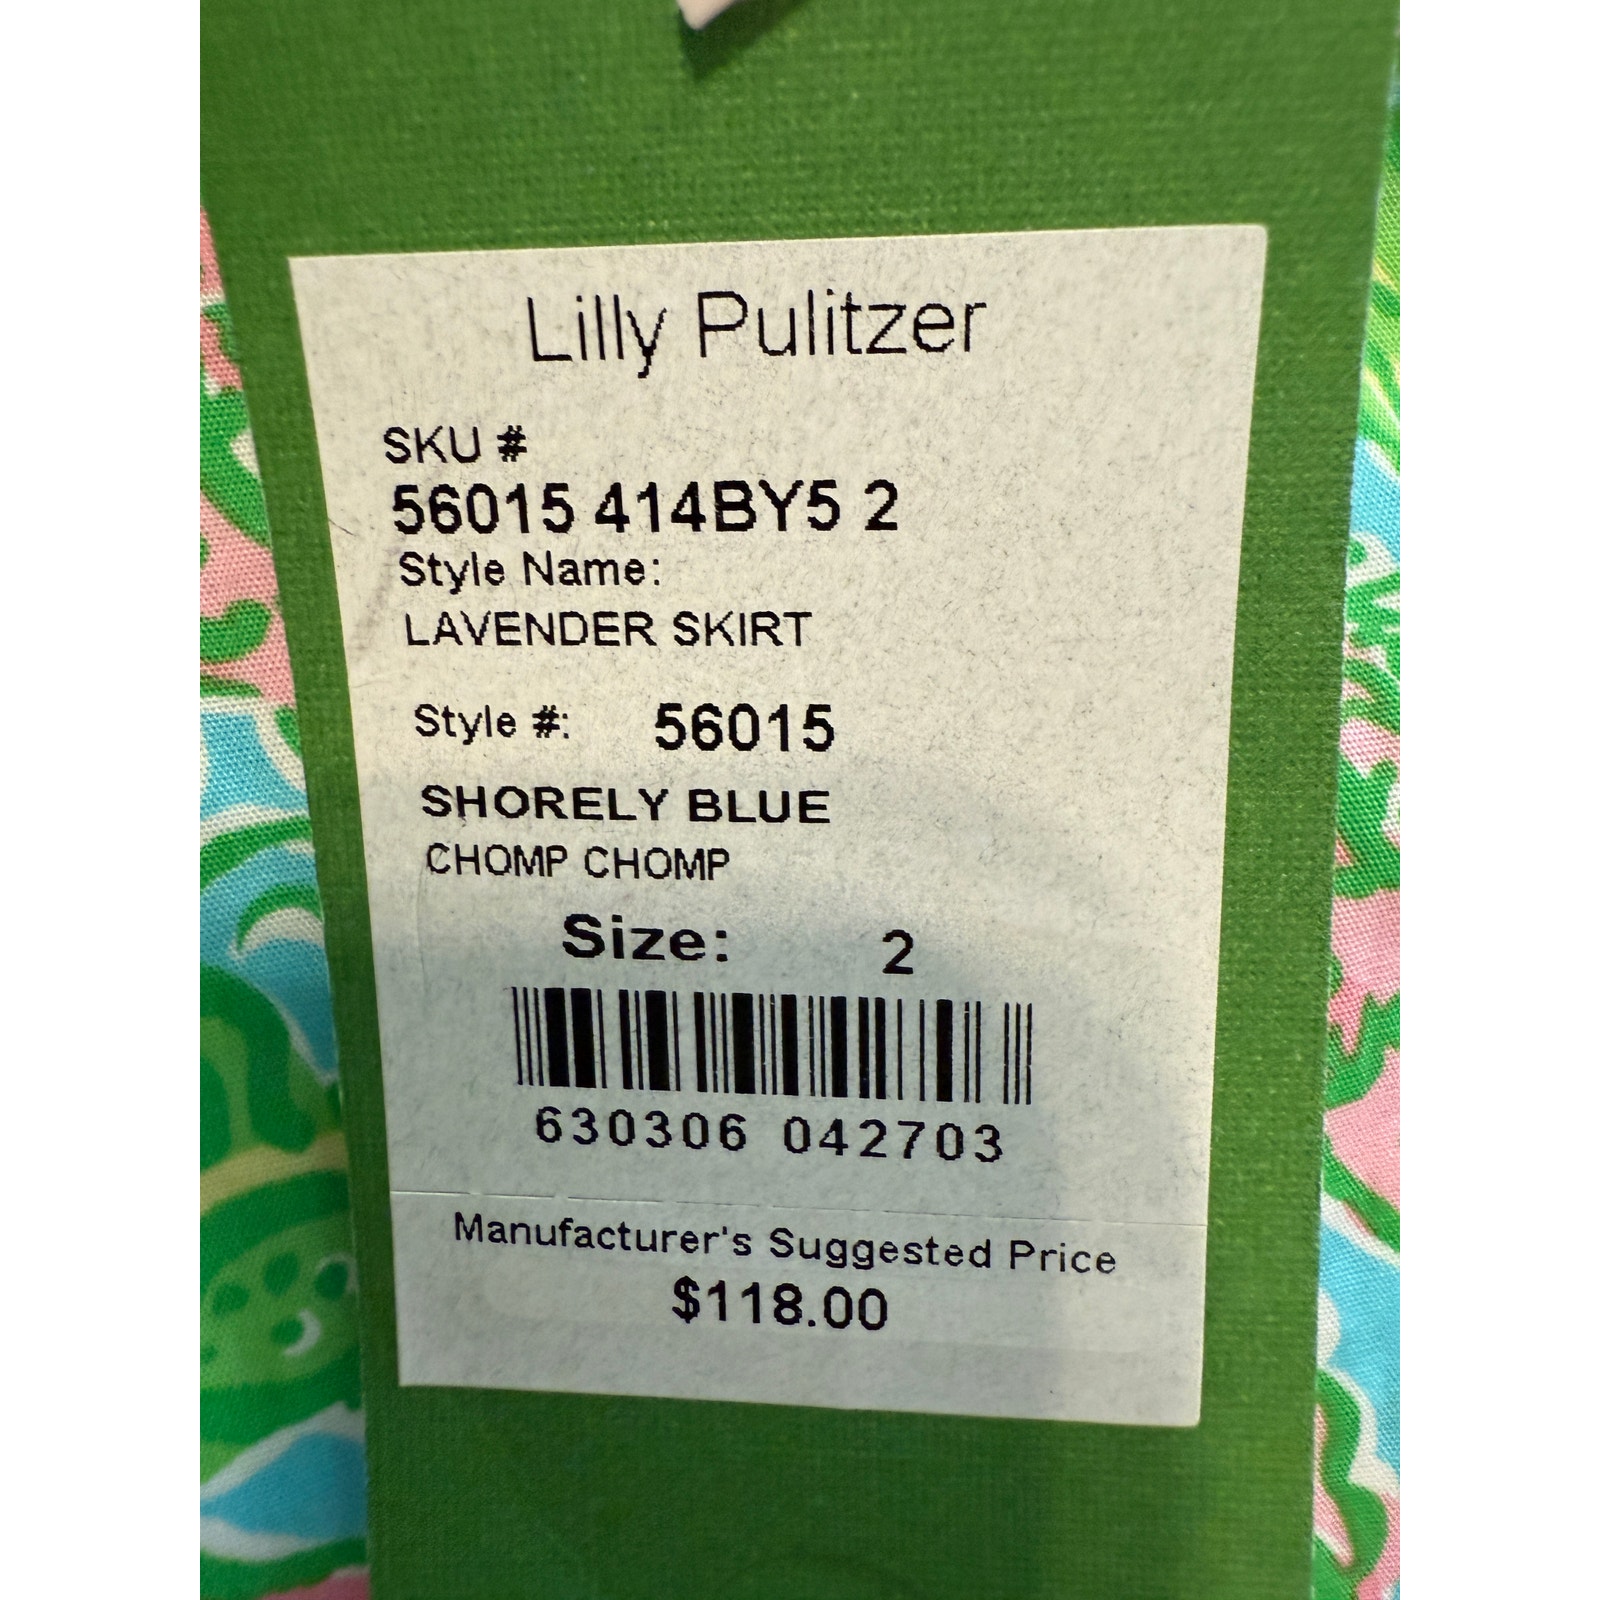 Lilly Pulitzer
SKU #
56015 414BY5 2
Style Name:
LAVENDER SKIRT
Style #: 56015
SHORELY BLUE
CHOMP CHOMP
Size: 2
630306 042703
Manufacturer's Suggested Price
$118.00